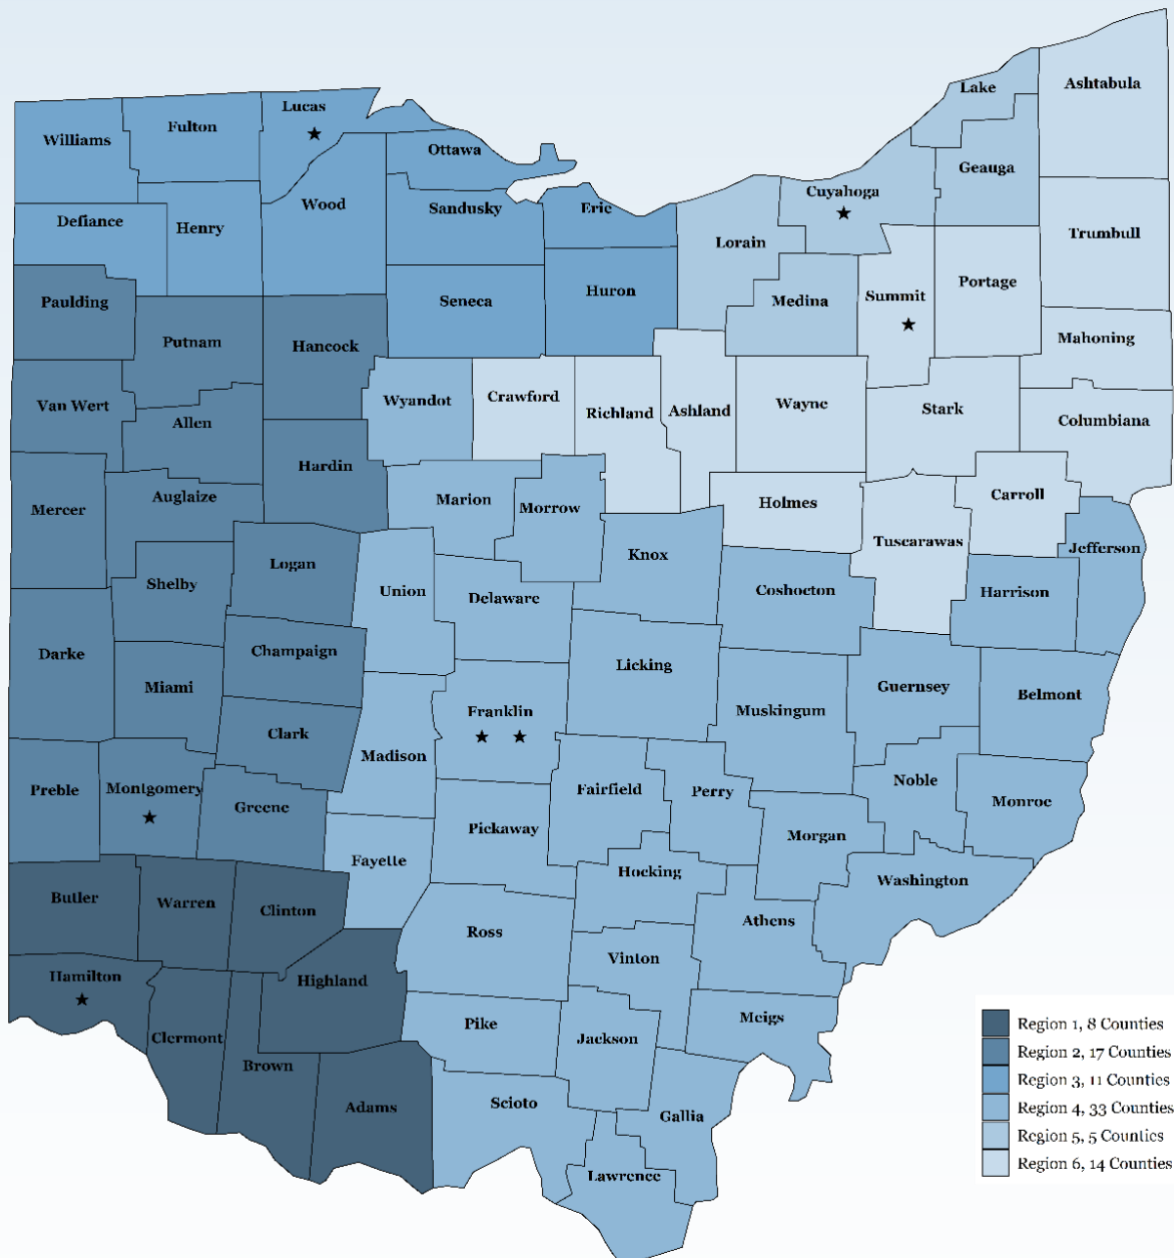 Ashtabula
Lake
Lucas
Fulton
Williams
Ottawa
Geauga
Cuyahoga
Wood
Sandusky
Erie
Defiance
Henry
Lorain
Trumbull
Paulding
Seneca
Huron
Medina
Summit
Portage
Putnam
Hancock
Mahoning
Van Wert
Allen
Wyandot
Crawford
Richland
Ashland
Wayne
Stark
Columbiana
Hardin
Mercer
Auglaize
Marion
Morrow
Holmes
Carroll
Tuscarawas
Jefferson
Logan
Knox
Shelby
Union
Delaware
Coshocton
Harrison
Darke
Champaign
Licking
Miami
Guernsey
Belmont
Franklin
Muskingum
Clark
Madison
Preble
Montgomery
Greene
Fairfield
Perry
Noble
Monroe
Pickaway
Morgan
Fayette
Hocking
Washington
Butler
Warren
Clinton
Ross
Athens
Hamilton
Highland
Vinton
Clermont
Pike
Jackson
Meigs
Brown
Adams
Scioto
Gallia
Lawrence
Region 1, 8 Counties
Region 2, 17 Counties
Region 3, 11 Counties
Region 4, 33 Counties
Region 5, 5 Counties
Region 6, 14 Counties